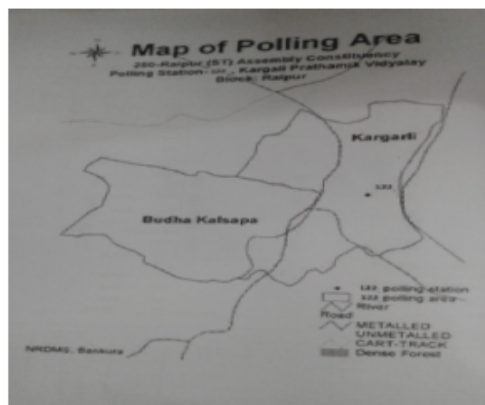 Map of Polling Area
250-Raipur (ST) Assembly Constituency
Polling Station- , Kargali Prathamik Vidyalay
Block: Raipur
Kargarli
Budha Kalsapa
polling station
polling area
River
Road
METALLED
UNMETALLED
CART-TRACK
Dense Forest
NRDMS, Bankura